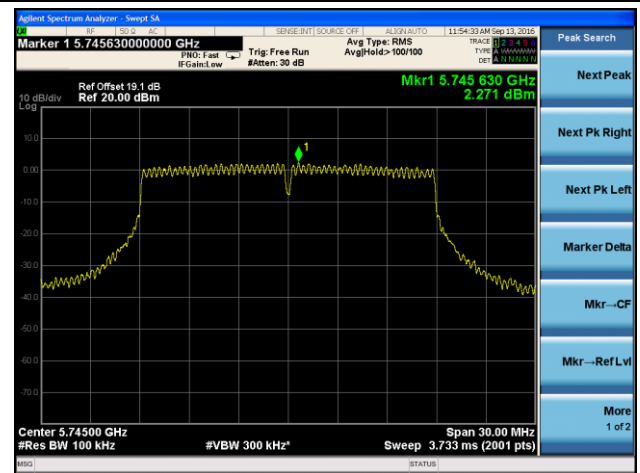 Agilent Spectrum Analyzer - Swept SA
RF 50 Ω AC SENSE:INT SOURCE OFF ALIGN AUTO 11:54:33 AM Sep 13, 2016
Marker 1 5.745630000000 GHz
PNO: Fast
IFGain:Low
Trig: Free Run
#Atten: 30 dB
Avg Type: RMS
Avg|Hold:>100/100
TRACE 1 2 3 4 5 6
TYPE A WWWWW
DET A N N N N N
Peak Search
Ref Offset 19.1 dB
Ref 20.00 dBm
10 dB/div
Log
Mkr1 5.745 630 GHz
2.271 dBm
Next Peak
Next Pk Right
Next Pk Left
Marker Delta
Mkr→CF
Mkr→RefLvl
More
1 of 2
10.0
0.00
-10.0
-20.0
-30.0
-40.0
-50.0
-60.0
-70.0
1
Center 5.74500 GHz
#Res BW 100 kHz
#VBW 300 kHz*
Span 30.00 MHz
Sweep 3.733 ms (2001 pts)
MSG
STATUS